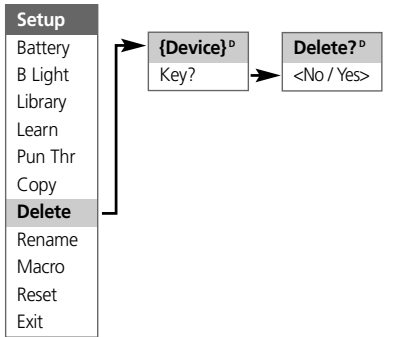 Setup
Battery
B Light
Library
Learn
Pun Thr
Copy
Delete
Rename
Macro
Reset
Exit
{Device}ᴰ
Key?
Delete?ᴰ
<No / Yes>